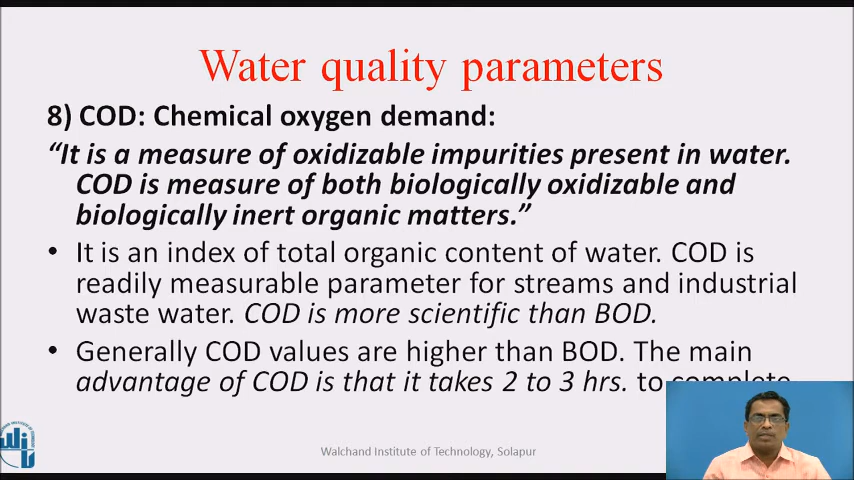 Water quality parameters
8) COD: Chemical oxygen demand:
“It is a measure of oxidizable impurities present in water.
COD is measure of both biologically oxidizable and
biologically inert organic matters.”
• It is an index of total organic content of water. COD is
readily measurable parameter for streams and industrial
waste water. COD is more scientific than BOD.
• Generally COD values are higher than BOD. The main
advantage of COD is that it takes 2 to 3 hrs. to complete
Walchand Institute of Technology, Solapur